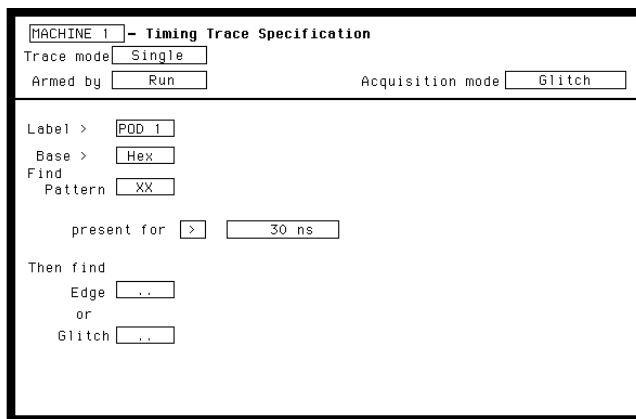 MACHINE 1 - Timing Trace Specification
Trace mode Single
Armed by Run Acquisition mode Glitch
Label > POD 1
Base > Hex
Find
Pattern XX
present for > 30 ns
Then find
Edge ..
or
Glitch ..